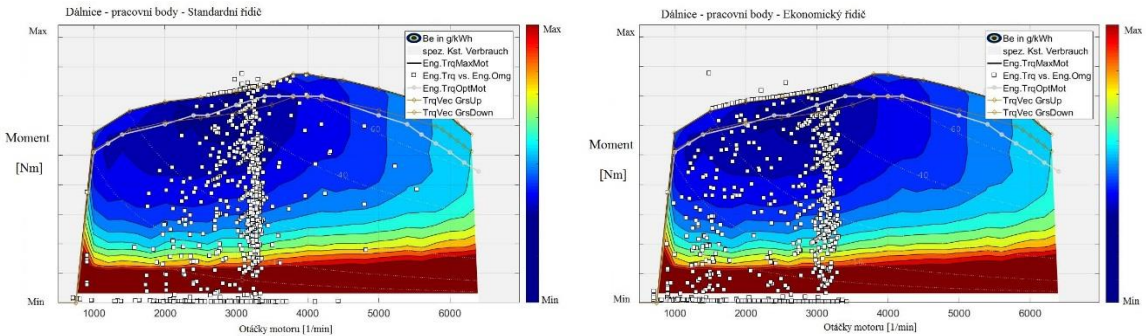 Dálnice - pracovní body - Standardní řidič
Max
Max
Be in g/kWh
spez. Kst. Verbrauch
Eng.TrqMaxMot
Eng.Trq vs. Eng.Omg
Eng.TrqOptMot
TrqVec GrsUp
TrqVec GrsDown
Moment
[Nm]
60
40
Min
Min
1000 2000 3000 4000 5000 6000
Otáčky motoru [1/min]
Dálnice - pracovní body - Ekonomický řidič
Max
Max
Be in g/kWh
spez. Kst. Verbrauch
Eng.TrqMaxMot
Eng.Trq vs. Eng.Omg
Eng.TrqOptMot
TrqVec GrsUp
TrqVec GrsDown
Moment
[Nm]
60
40
Min
Min
1000 2000 3000 4000 5000 6000
Otáčky motoru [1/min]